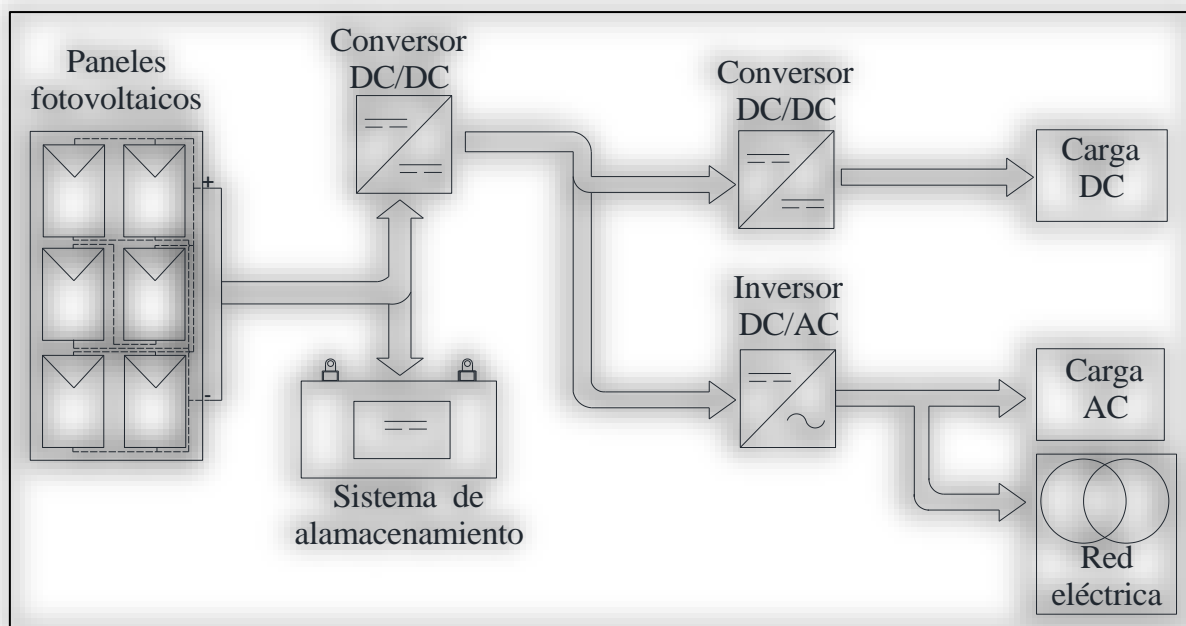 Paneles
fotovoltaicos
+
-
Conversor
DC/DC
Sistema de
alamacenamiento
Conversor
DC/DC
Carga
DC
Inversor
DC/AC
Carga
AC
Red
eléctrica